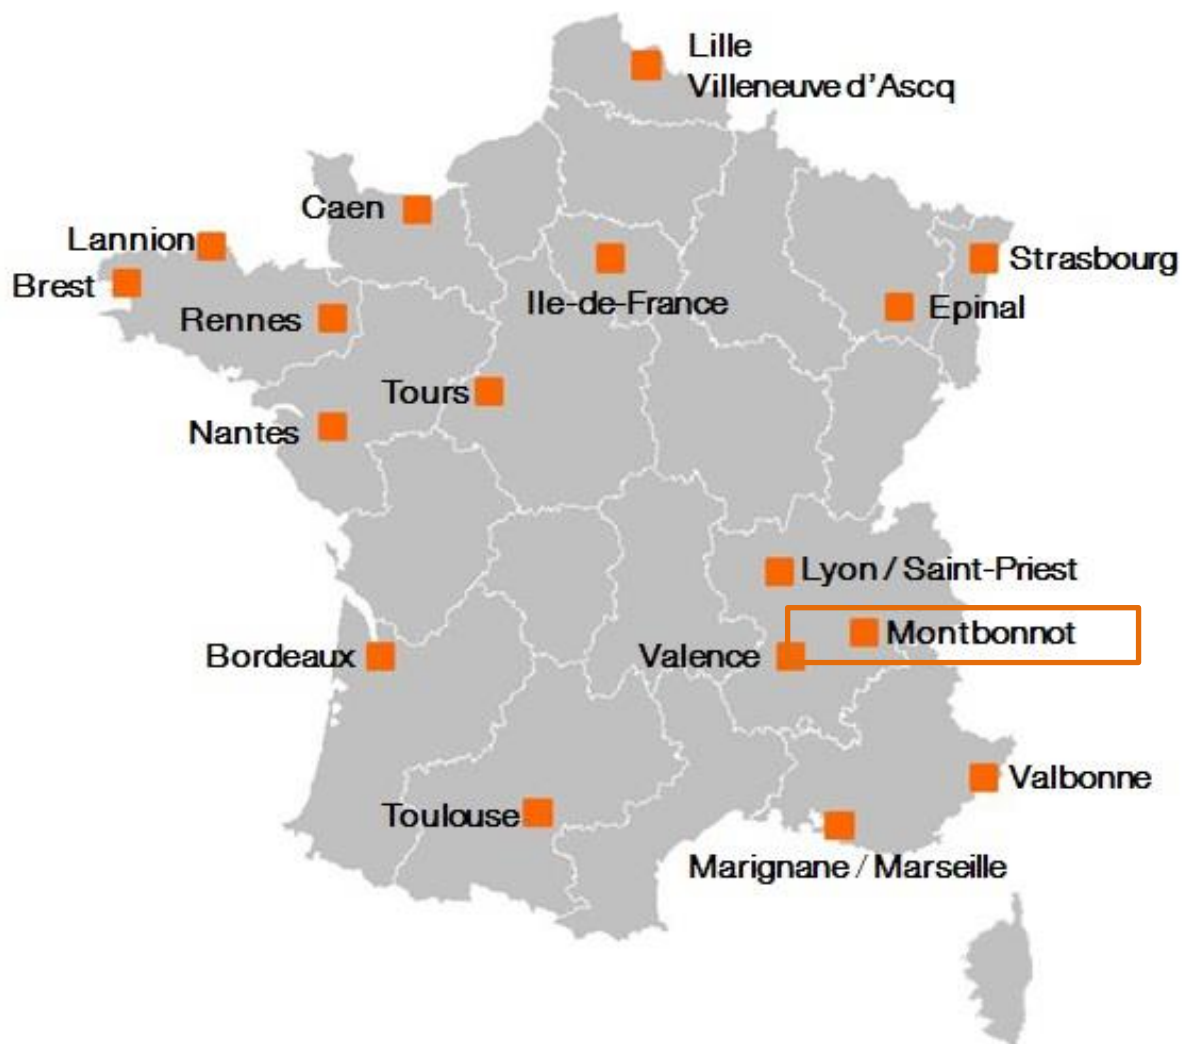 Lille
Villeneuve d'Ascq
Caen
Lannion
Strasbourg
Brest
Ile-de-France
Epinal
Rennes
Tours
Nantes
Lyon / Saint-Priest
Montbonnot
Bordeaux
Valence
Valbonne
Toulouse
Marignane / Marseille